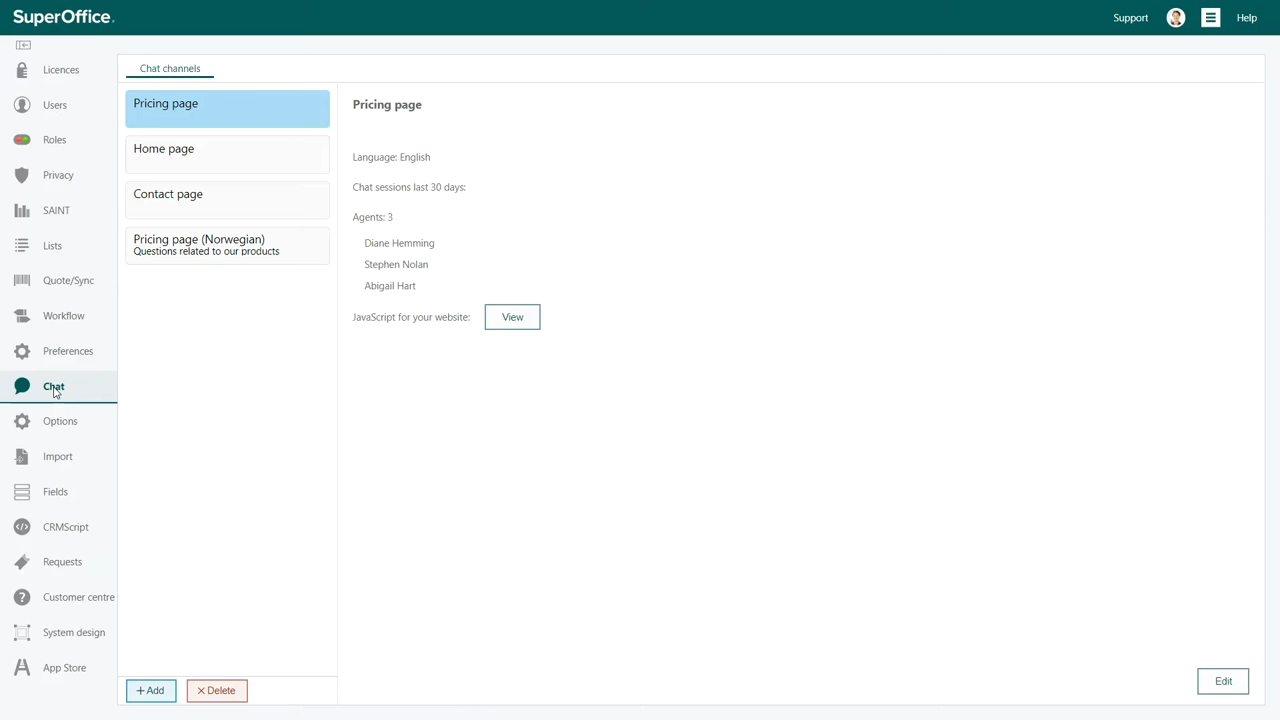 SuperOffice.
Support
Help
Licences
Users
Roles
Privacy
SAINT
Lists
Quote/Sync
Workflow
Preferences
Chat
Options
Import
Fields
CRMScript
Requests
Customer centre
System design
App Store
Chat channels
Pricing page
Home page
Contact page
Pricing page (Norwegian)
Questions related to our products
+ Add
× Delete
Pricing page
Language: English
Chat sessions last 30 days:
Agents: 3
Diane Hemming
Stephen Nolan
Abigail Hart
JavaScript for your website: View
Edit